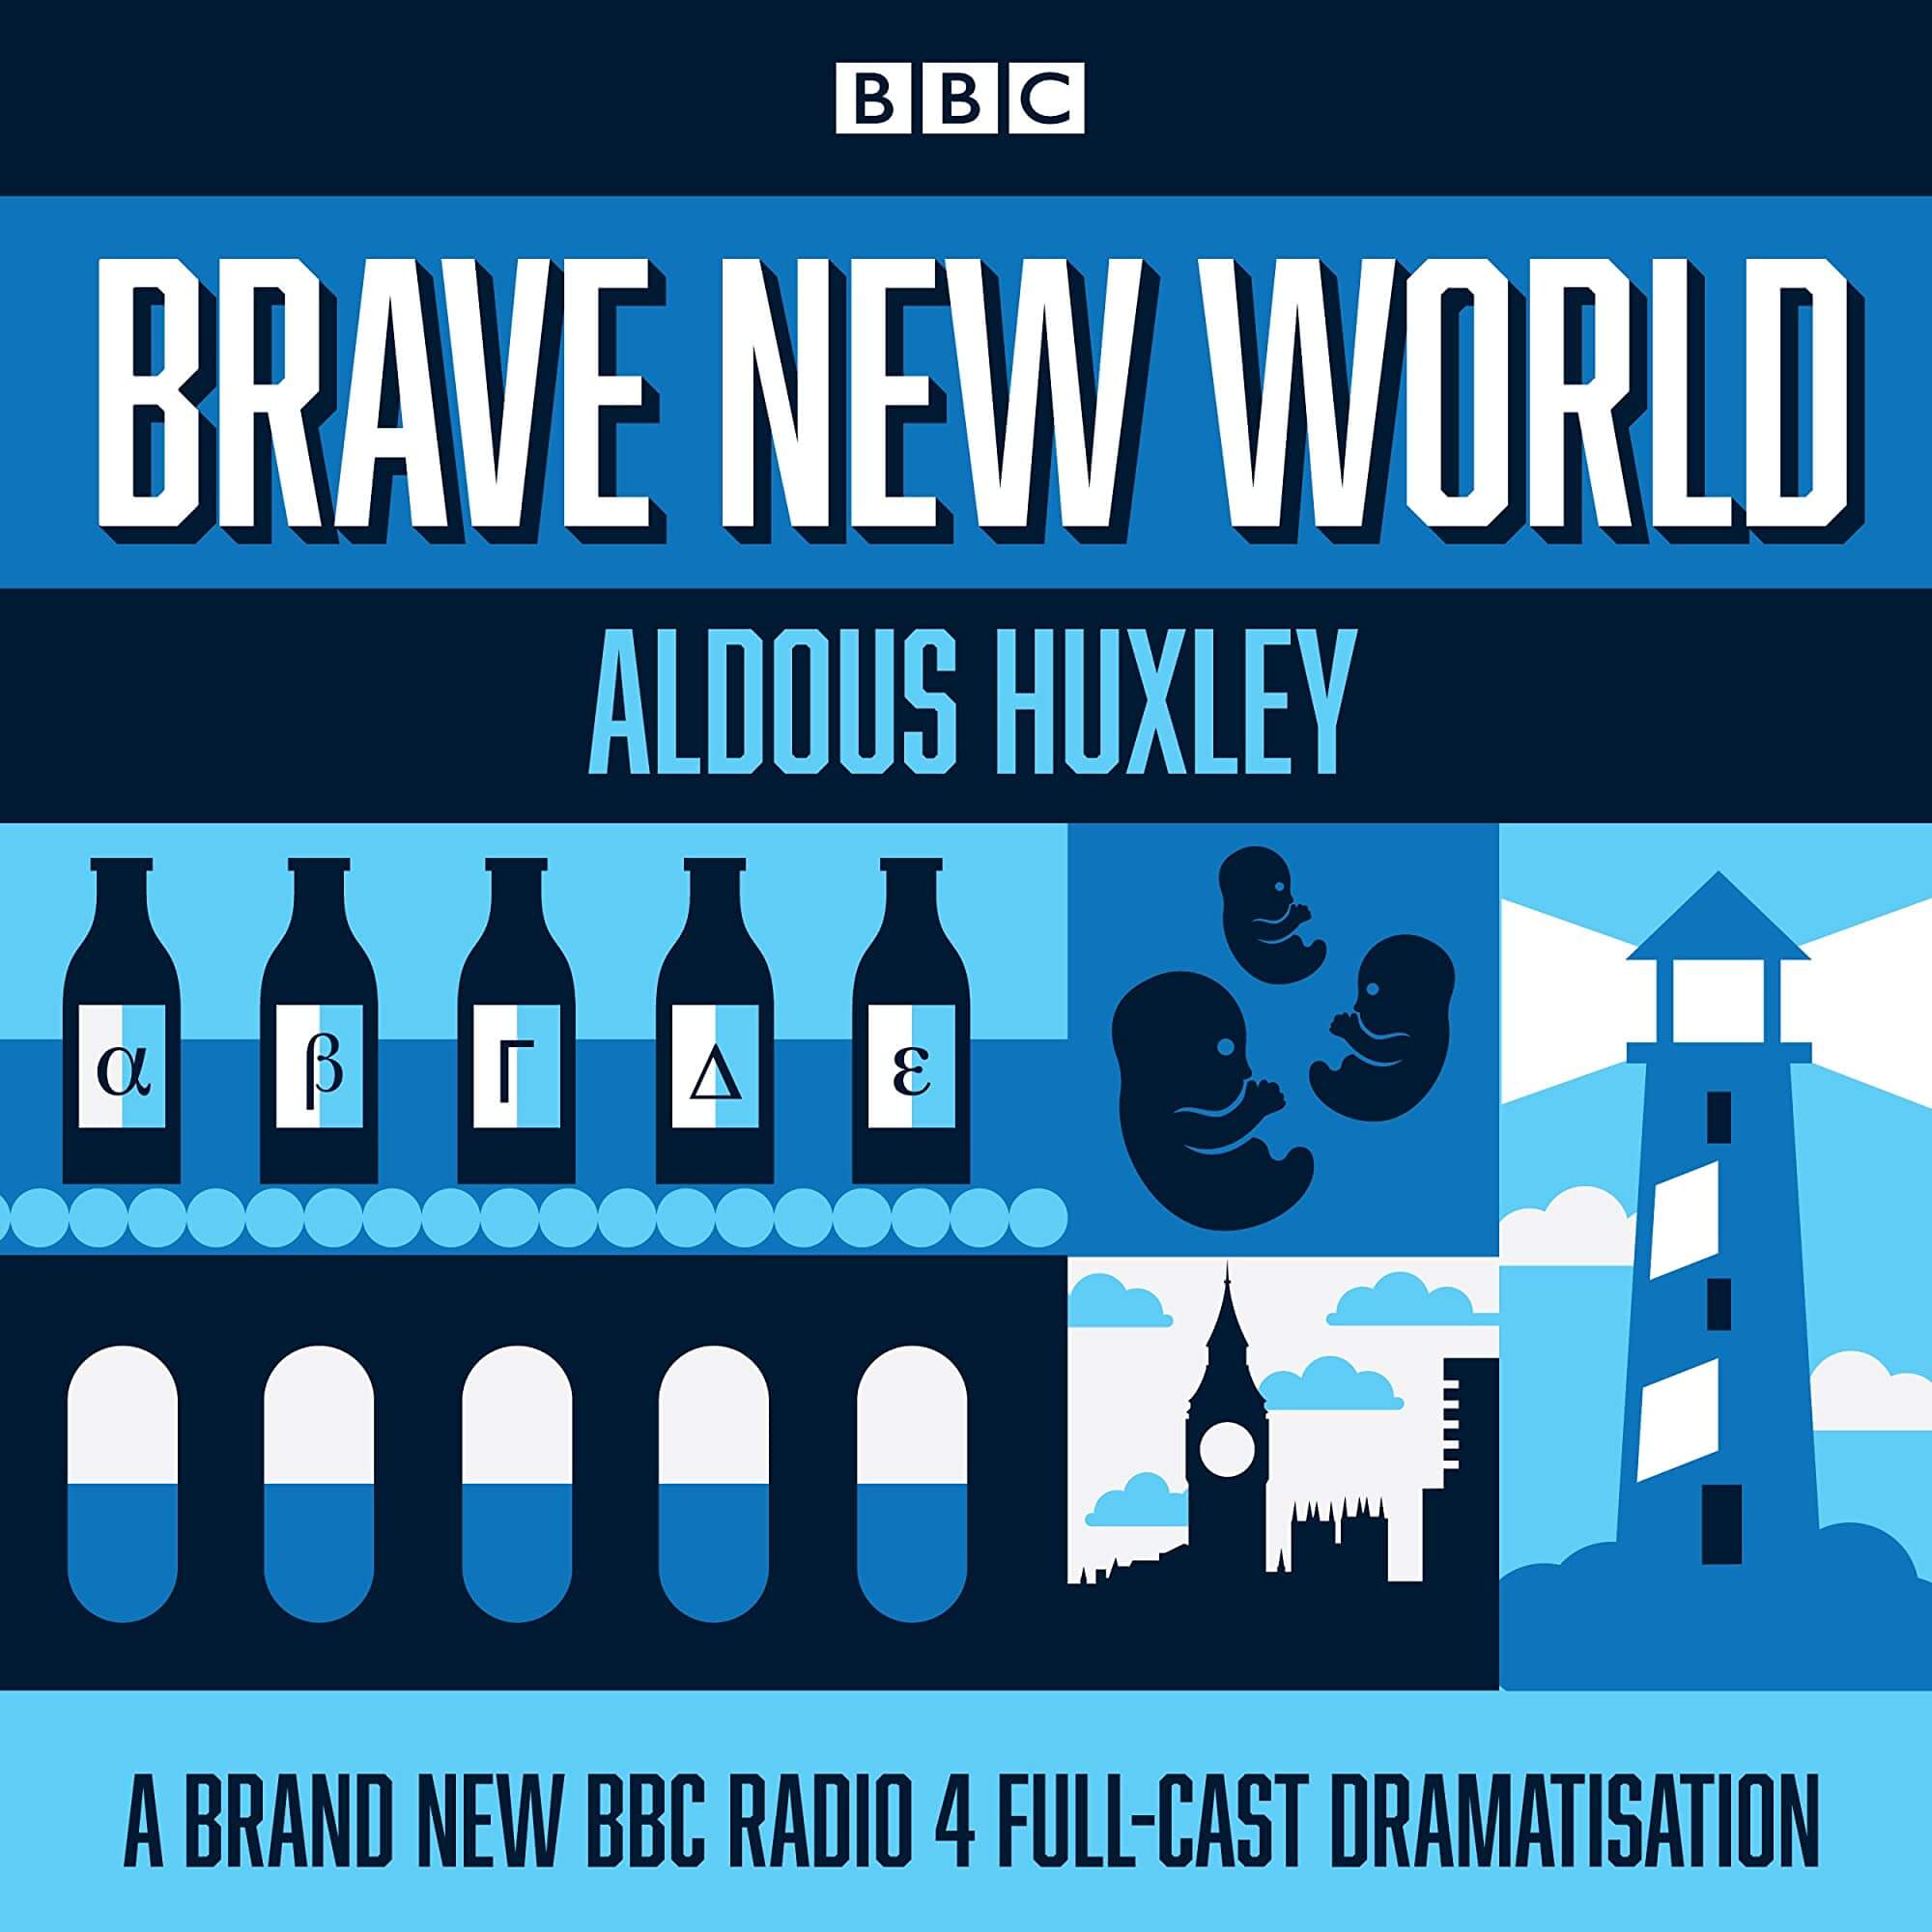 BBC
BRAVE NEW WORLD
ALDOUS HUXLEY
α β Γ Δ ε
A BRAND NEW BBC RADIO 4 FULL-CAST DRAMATISATION